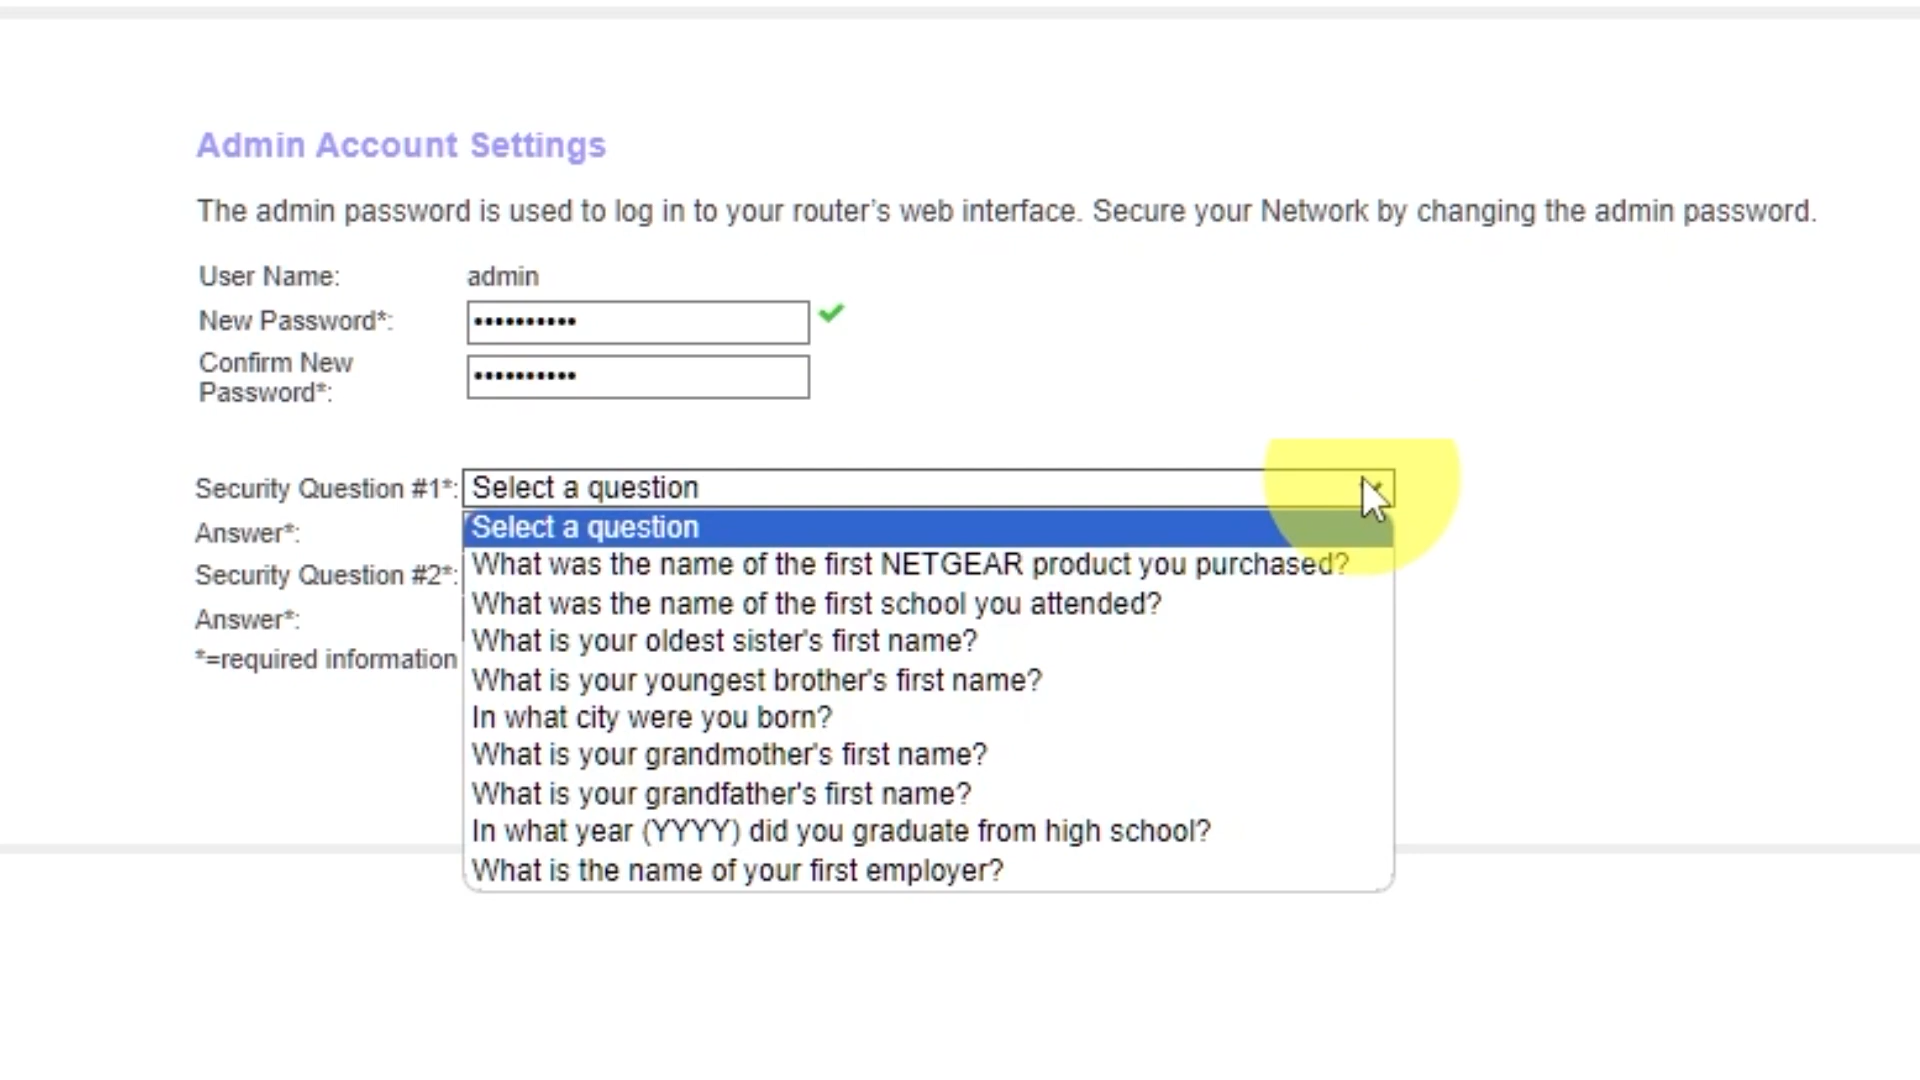 Admin Account Settings
The admin password is used to log in to your router’s web interface. Secure your Network by changing the admin password.
User Name: admin
New Password*: ••••••••••
Confirm New
Password*: ••••••••••
Security Question #1*: Select a question
Answer*:
Security Question #2*:
Answer*:
*=required information
Select a question
What was the name of the first NETGEAR product you purchased?
What was the name of the first school you attended?
What is your oldest sister's first name?
What is your youngest brother's first name?
In what city were you born?
What is your grandmother's first name?
What is your grandfather's first name?
In what year (YYYY) did you graduate from high school?
What is the name of your first employer?